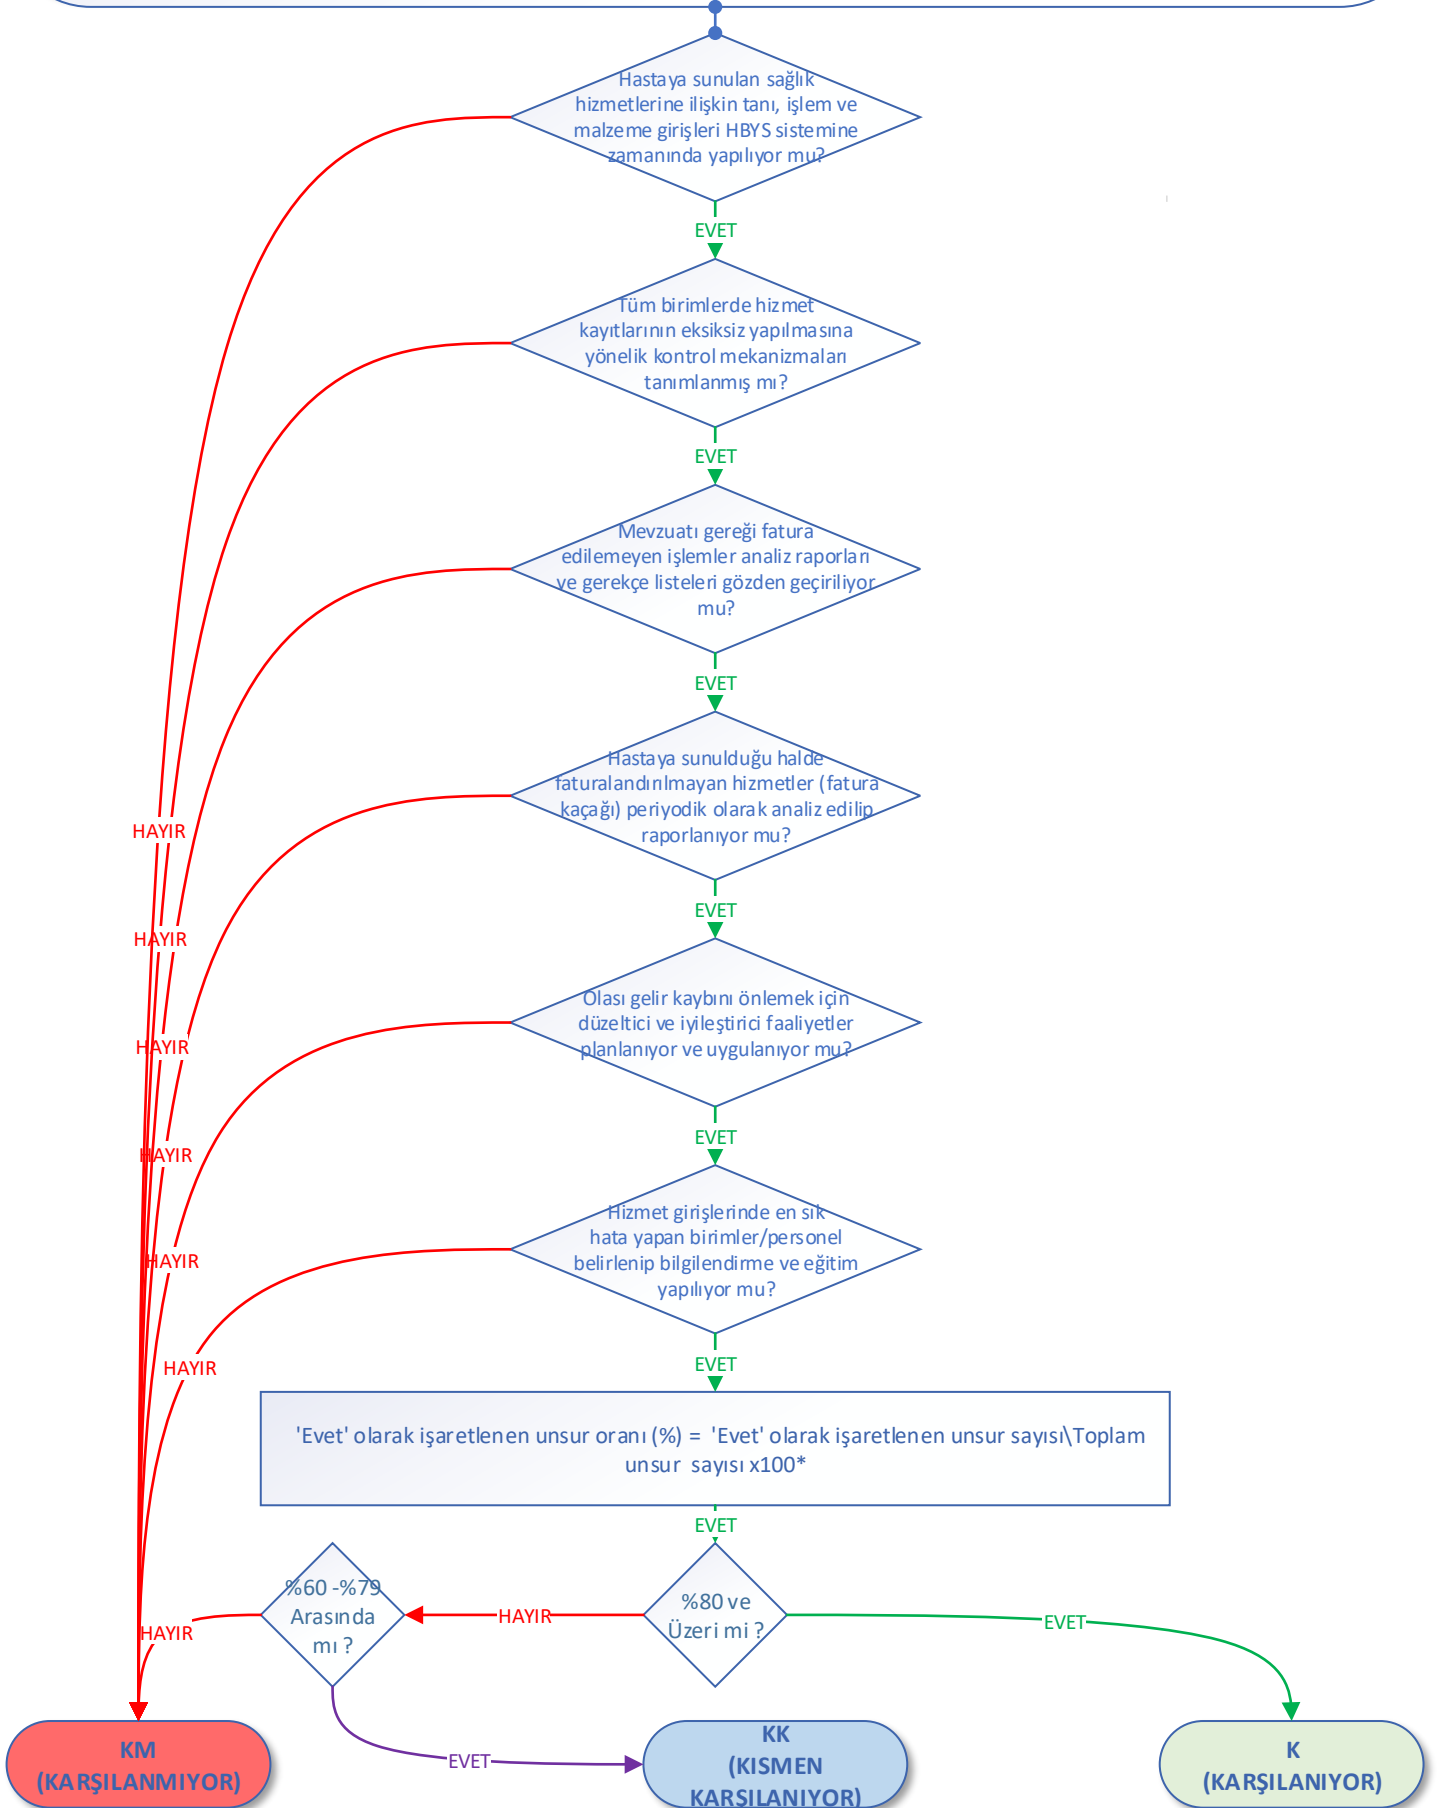 Hastaya sunulan sağlık
hizmetlerine ilişkin tanı, işlem ve
malzeme girişleri HBYS sistemine
zamanında yapılıyor mu?
EVET
Tüm birimlerde hizmet
kayıtlarının eksiksiz yapılmasına
yönelik kontrol mekanizmaları
tanımlanmış mı?
EVET
Mevzuatı gereği fatura
edilemeyen işlemler analiz raporları
ve gerekçe listeleri gözden geçiriliyor
mu?
EVET
Hastaya sunulduğu halde
faturalandırılmayan hizmetler (fatura
kaçağı) periyodik olarak analiz edilip
raporlanıyor mu?
HAYIR
EVET
HAYIR
Olası gelir kaybını önlemek için
düzeltici ve iyileştirici faaliyetler
planlanıyor ve uygulanıyor mu?
HAYIR
EVET
HAYIR
Hizmet girişlerinde en sık
hata yapan birimler/personel
belirlenip bilgilendirme ve eğitim
yapılıyor mu?
HAYIR
EVET
HAYIR
'Evet' olarak işaretlenen unsur oranı (%) = 'Evet' olarak işaretlenen unsur sayısı\Toplam
unsur sayısı x100*
EVET
%60 -%79
Arasında
mı ?
HAYIR
%80 ve
Üzeri mi ?
EVET
HAYIR
EVET
KM
(KARŞILANMIYOR)
KK
(KISMEN
KARŞILANIYOR)
K
(KARŞILANIYOR)